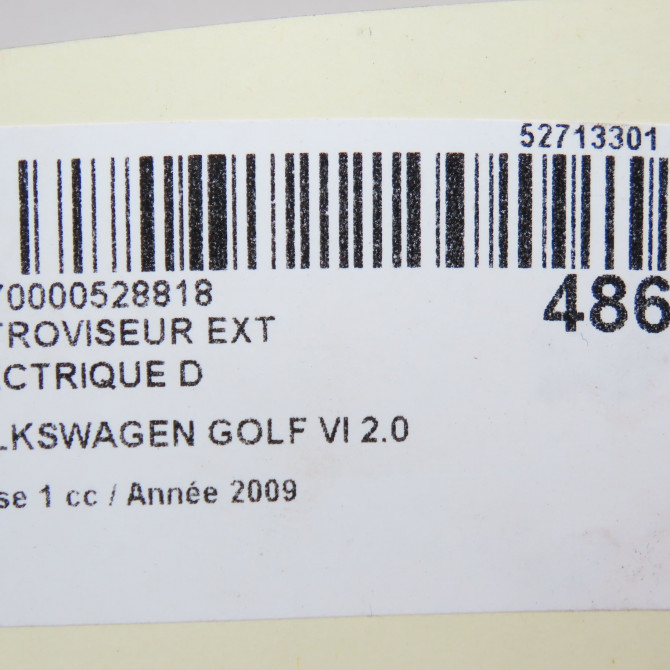 52713301
70000528818
486
TROVISEUR EXT
CTRIQUE D
LKSWAGEN GOLF VI 2.0
se 1 cc / Année 2009